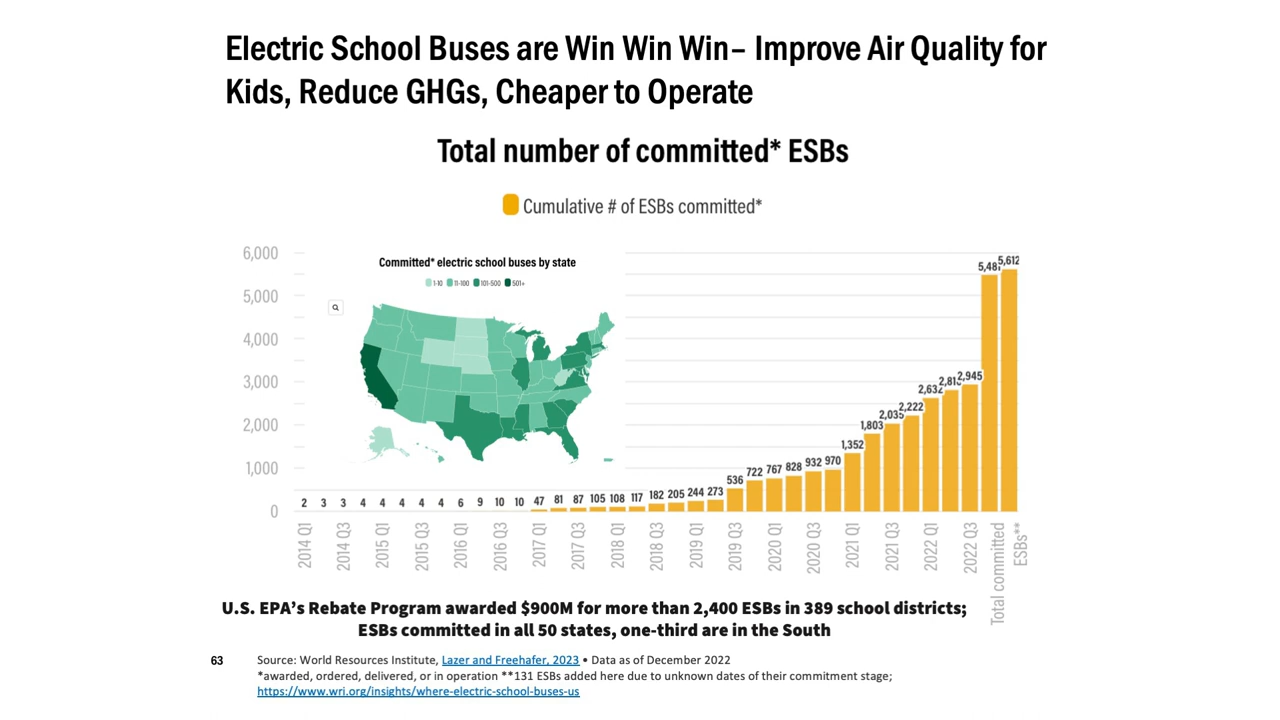 Electric School Buses are Win Win Win– Improve Air Quality for
Kids, Reduce GHGs, Cheaper to Operate
Total number of committed* ESBs
Cumulative # of ESBs committed*
Committed* electric school buses by state
1-10 11-100 101-500 501+
6,000
5,000
4,000
3,000
2,000
1,000
0
2 3 3 4 4 4 4 4 6 9 10 10 47 81 87 105 108 117 182 205 244 273 536 722 767 828 932 970 1,352 1,803 2,035 2,222 2,632 2,945 5,612
2014 Q1
2014 Q3
2015 Q1
2015 Q3
2016 Q1
2016 Q3
2017 Q1
2017 Q3
2018 Q1
2018 Q3
2019 Q1
2019 Q3
2020 Q1
2020 Q3
2021 Q1
2021 Q3
2022 Q1
2022 Q3
Total committed
ESBs**
U.S. EPA’s Rebate Program awarded $900M for more than 2,400 ESBs in 389 school districts;
ESBs committed in all 50 states, one-third are in the South
63
Source: World Resources Institute, Lazer and Freehafer, 2023 • Data as of December 2022
*awarded, ordered, delivered, or in operation **131 ESBs added here due to unknown dates of their commitment stage;
https://www.wri.org/insights/where-electric-school-buses-us